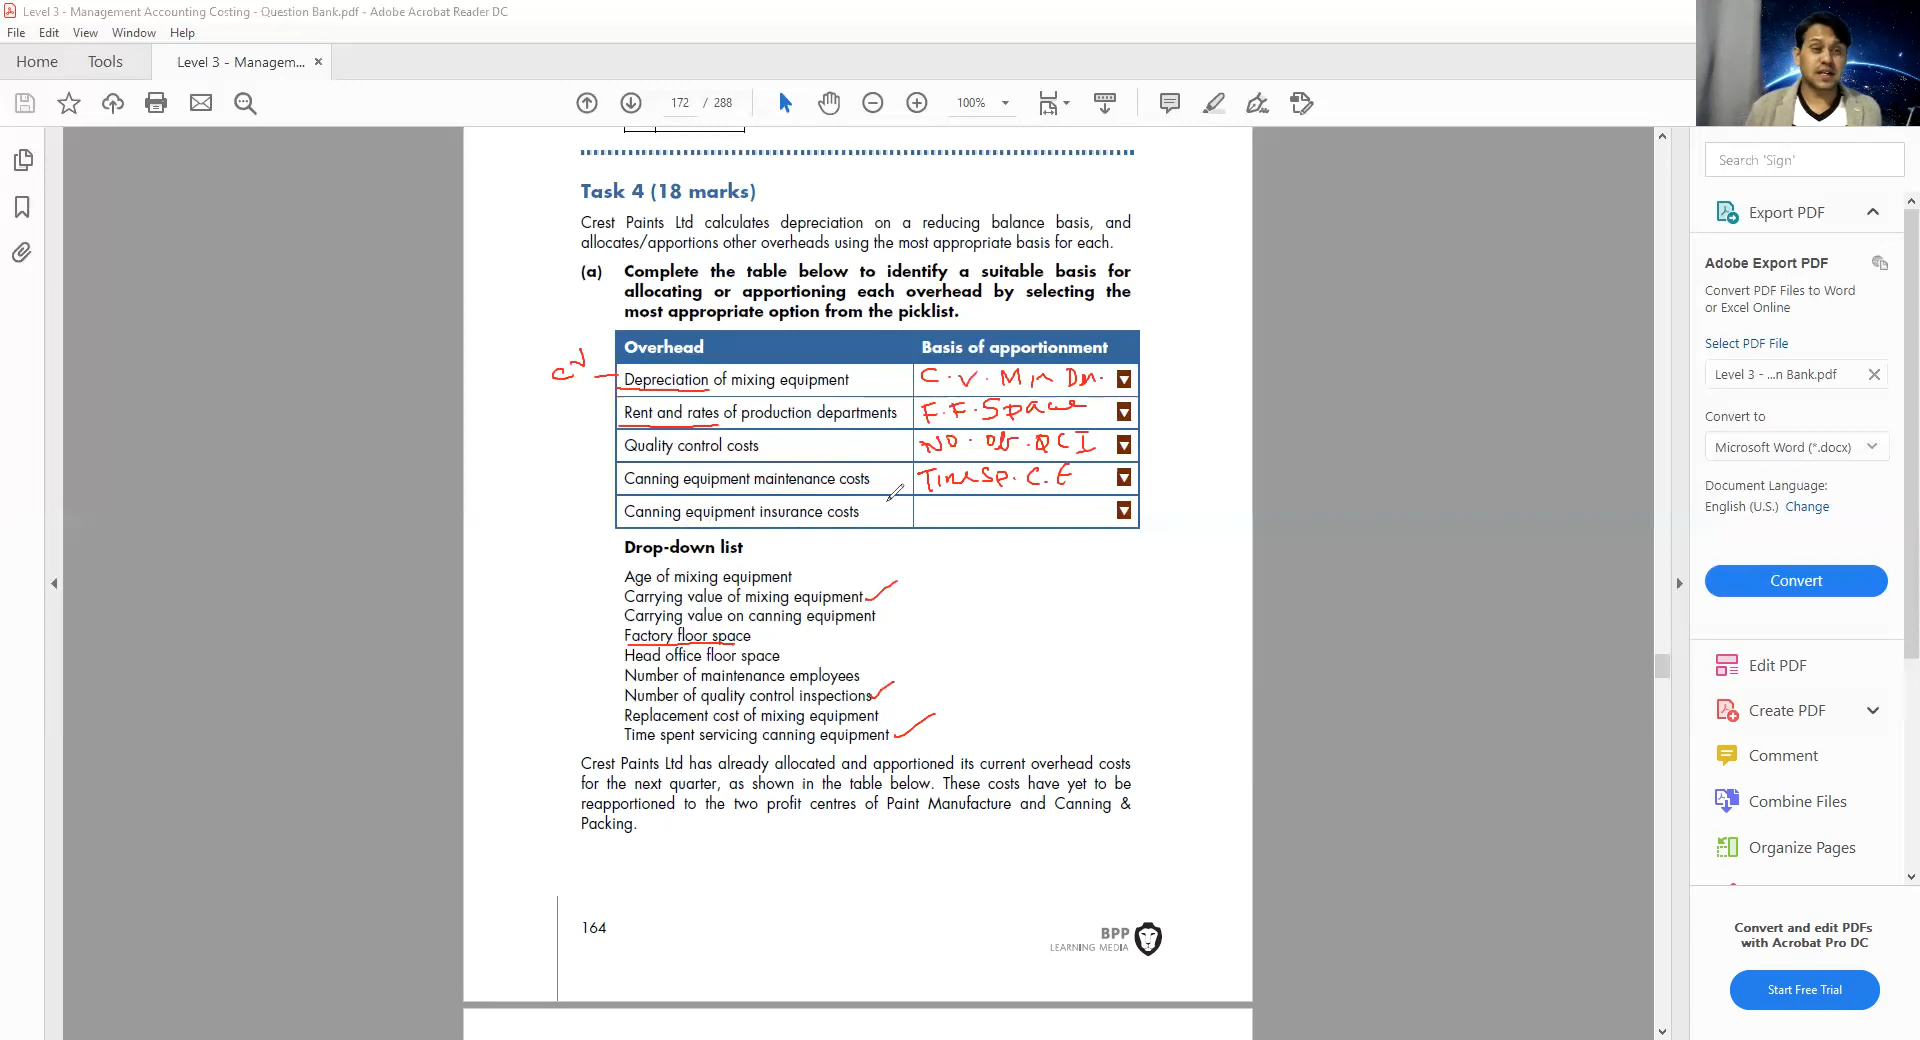 Level 3 - Management Accounting Costing - Question Bank.pdf - Adobe Acrobat Reader DC
File Edit View Window Help
Home Tools Level 3 - Managem... ×
172 / 288 100%
Search 'Sign'
Export PDF
Adobe Export PDF
Convert PDF Files to Word
or Excel Online
Select PDF File
Level 3 - ...n Bank.pdf
Convert to
Microsoft Word (*.docx)
Document Language:
English (U.S.) Change
Convert
Edit PDF
Create PDF
Comment
Combine Files
Organize Pages
Convert and edit PDFs
with Acrobat Pro DC
Start Free Trial
Task 4 (18 marks)
Crest Paints Ltd calculates depreciation on a reducing balance basis, and
allocates/apportions other overheads using the most appropriate basis for each.
(a) Complete the table below to identify a suitable basis for
allocating or apportioning each overhead by selecting the
most appropriate option from the picklist.
Overhead Basis of apportionment
CV
Depreciation of mixing equipment C.V.
Rent and rates of production departments F.F.Space
Quality control costs NO. of QCI
Canning equipment maintenance costs Time Sp. C.E
Canning equipment insurance costs
Drop-down list
Age of mixing equipment
Carrying value of mixing equipment
Carrying value on canning equipment
Factory floor space
Head office floor space
Number of maintenance employees
Number of quality control inspections
Replacement cost of mixing equipment
Time spent servicing canning equipment
Crest Paints Ltd has already allocated and apportioned its current overhead costs
for the next quarter, as shown in the table below. These costs have yet to be
reapportioned to the two profit centres of Paint Manufacture and Canning &
Packing.
164
BPP
LEARNING MEDIA